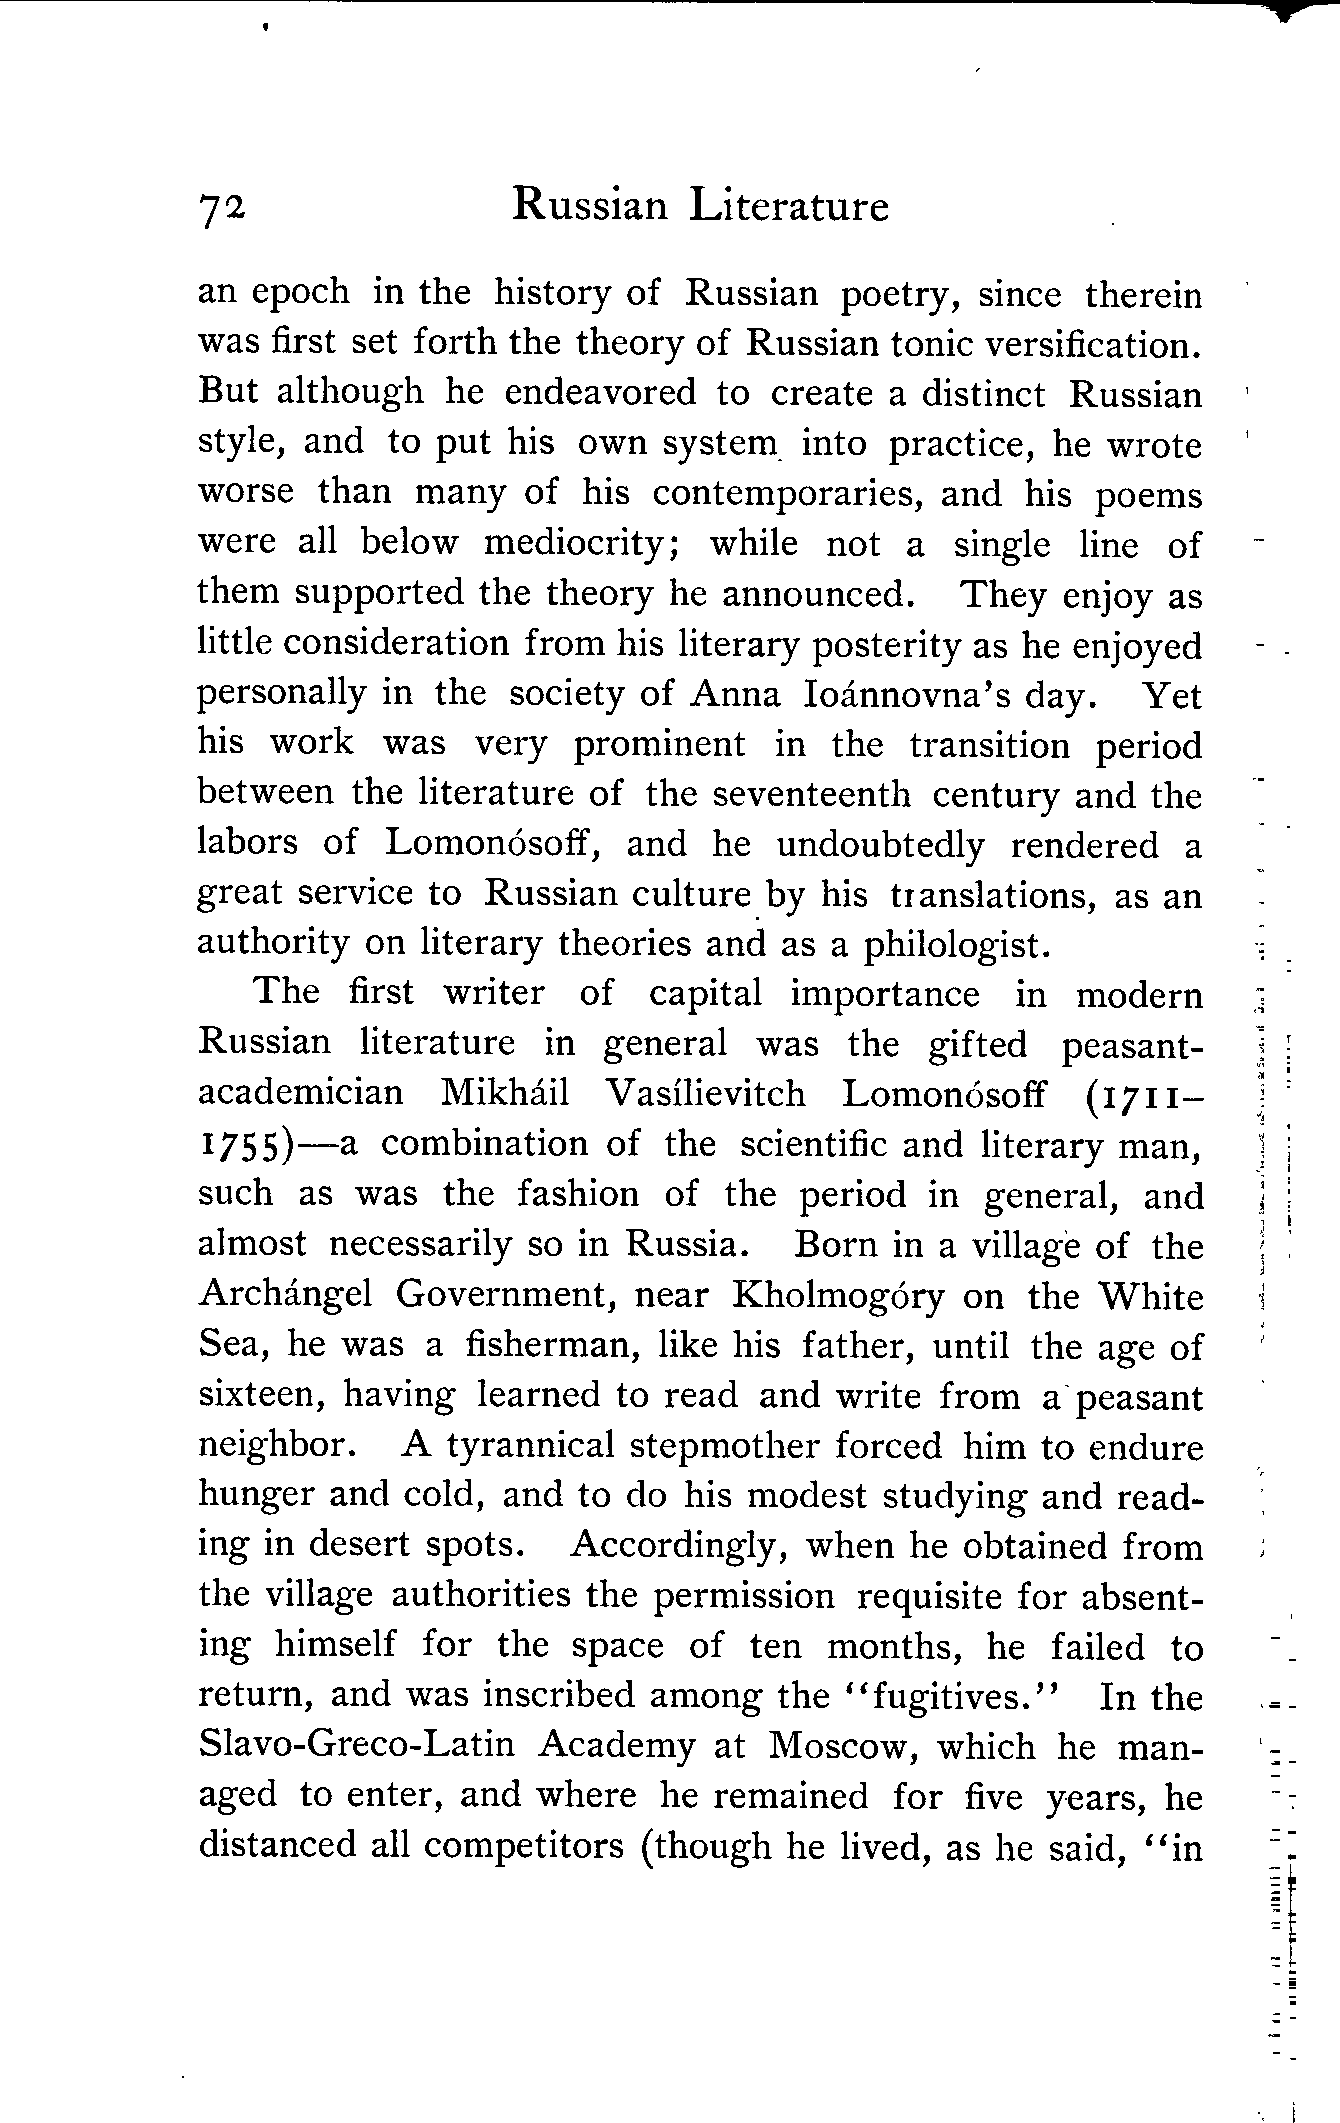 72 Russian Literature
an epoch in the history of Russian poetry, since therein
was first set forth the theory of Russian tonic versification.
But although he endeavored to create a distinct Russian
style, and to put his own system into practice, he wrote
worse than many of his contemporaries, and his poems
were all below mediocrity; while not a single line of
them supported the theory he announced. They enjoy as
little consideration from his literary posterity as he enjoyed
personally in the society of Anna Ioánnovna's day. Yet
his work was very prominent in the transition period
between the literature of the seventeenth century and the
labors of Lomonósoff, and he undoubtedly rendered a
great service to Russian culture by his translations, as an
authority on literary theories and as a philologist.
The first writer of capital importance in modern
Russian literature in general was the gifted peasant-
academician Mikháil Vasílievitch Lomonósoff (1711–
1755)—a combination of the scientific and literary man,
such as was the fashion of the period in general, and
almost necessarily so in Russia. Born in a village of the
Archángel Government, near Kholmogóry on the White
Sea, he was a fisherman, like his father, until the age of
sixteen, having learned to read and write from a peasant
neighbor. A tyrannical stepmother forced him to endure
hunger and cold, and to do his modest studying and read-
ing in desert spots. Accordingly, when he obtained from
the village authorities the permission requisite for absent-
ing himself for the space of ten months, he failed to
return, and was inscribed among the "fugitives." In the
Slavo-Greco-Latin Academy at Moscow, which he man-
aged to enter, and where he remained for five years, he
distanced all competitors (though he lived, as he said, "in